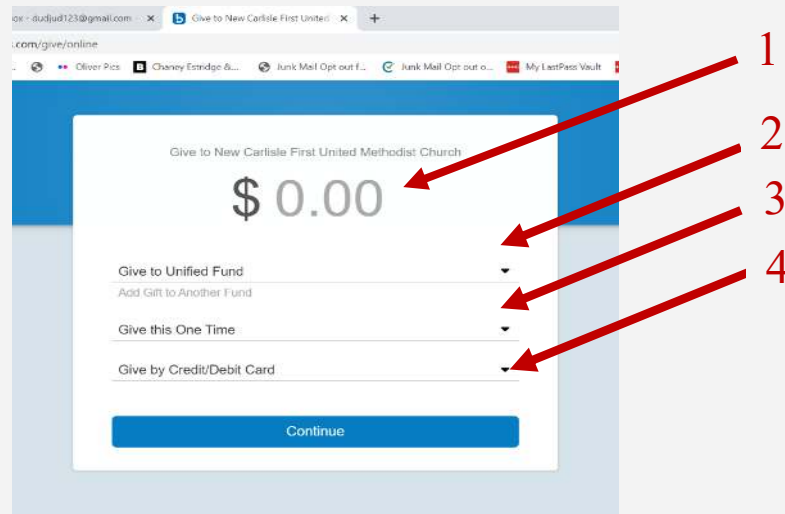 ox - dudjud123@gmail.com
Give to New Carlisle First United
s.com/give/online
Oliver Pics
Chaney Estridge &...
Junk Mail Opt out f...
Junk Mail Opt out o...
My LastPass Vault
1
Give to New Carlisle First United Methodist Church
2
$ 0.00
3
4
Give to Unified Fund
Add Gift to Another Fund
Give this One Time
Give by Credit/Debit Card
Continue